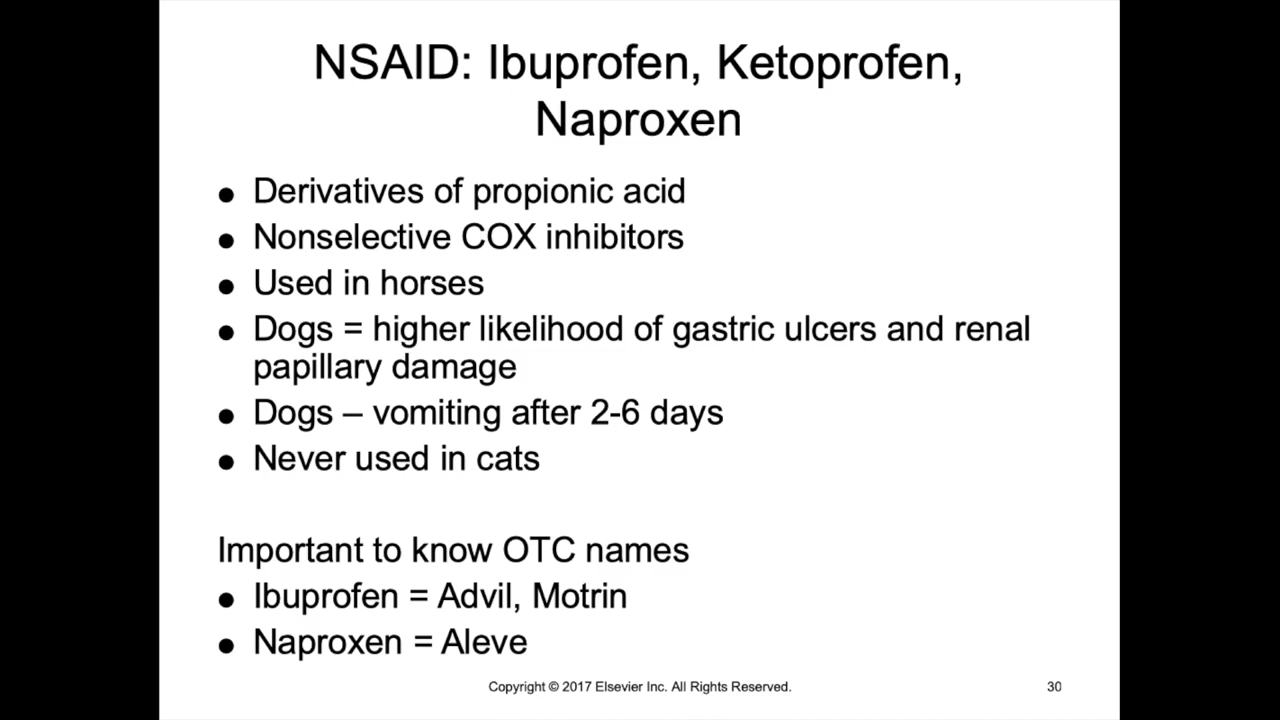 NSAID: Ibuprofen, Ketoprofen,
Naproxen
● Derivatives of propionic acid
● Nonselective COX inhibitors
● Used in horses
● Dogs = higher likelihood of gastric ulcers and renal
papillary damage
● Dogs – vomiting after 2-6 days
● Never used in cats
Important to know OTC names
● Ibuprofen = Advil, Motrin
● Naproxen = Aleve
Copyright © 2017 Elsevier Inc. All Rights Reserved.
30